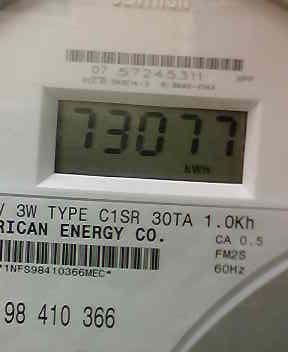 07 57245311
73077
kWh
V 3W TYPE C1SR 30TA 1.0Kh
RICAN ENERGY CO.
CA 0.5
FM2S
*1NFS98410366MEC*
60Hz
98 410 366